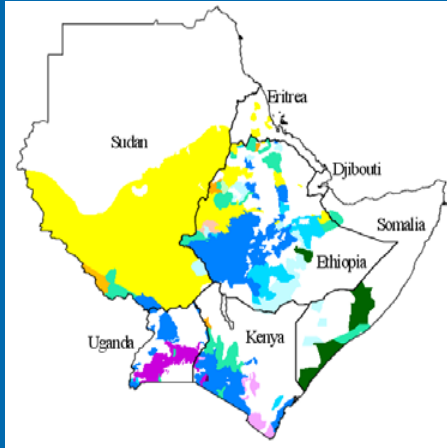 Eritrea
Sudan
Djibouti
Somalia
Ethiopia
Uganda
Kenya